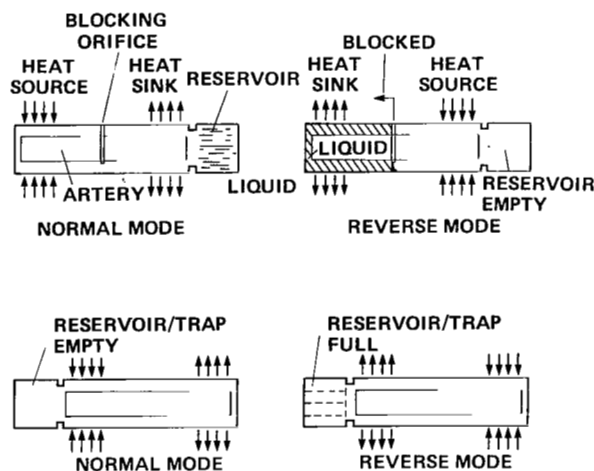 BLOCKING
ORIFICE
HEAT
SOURCE
HEAT
SINK
RESERVOIR
ARTERY
LIQUID
NORMAL MODE
BLOCKED
HEAT
SINK
HEAT
SOURCE
LIQUID
RESERVOIR
EMPTY
REVERSE MODE
RESERVOIR/TRAP
EMPTY
NORMAL MODE
RESERVOIR/TRAP
FULL
REVERSE MODE